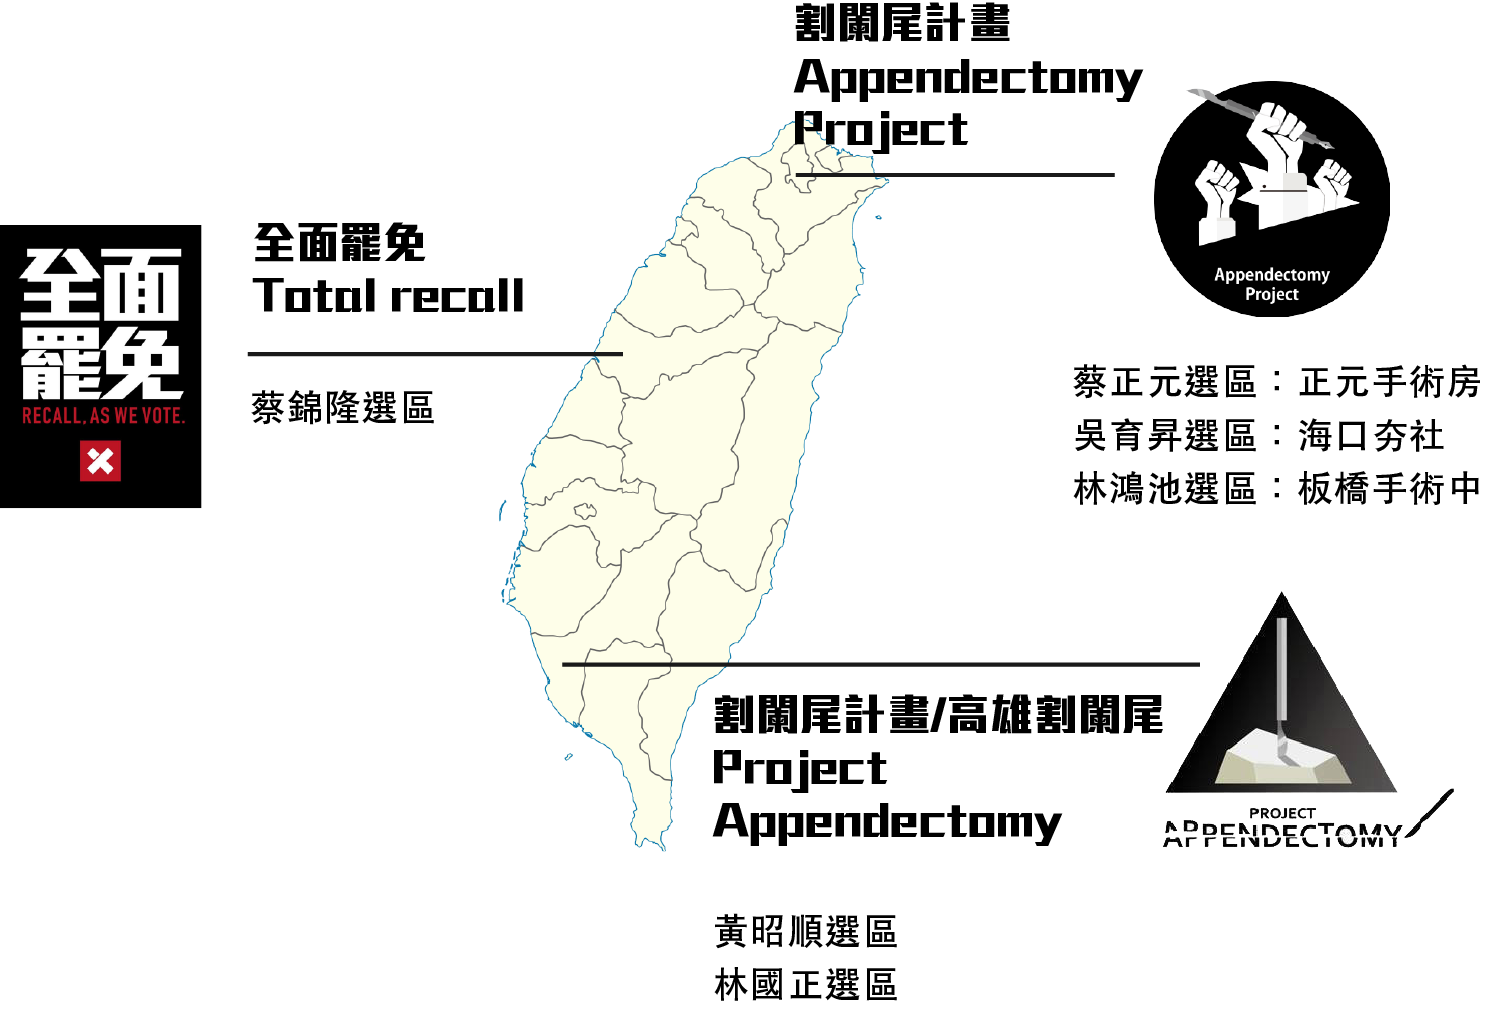 割闌尾計畫
Appendectomy
Project
Appendectomy
Project
全面罷免
Total recall
全面
罷免
RECALL, AS WE VOTE.
蔡錦隆選區
蔡正元選區：正元手術房
吳育昇選區：海口夯社
林鴻池選區：板橋手術中
割闌尾計畫/高雄割闌尾
Project
Appendectomy
PROJECT
APPENDECTOMY
黃昭順選區
林國正選區